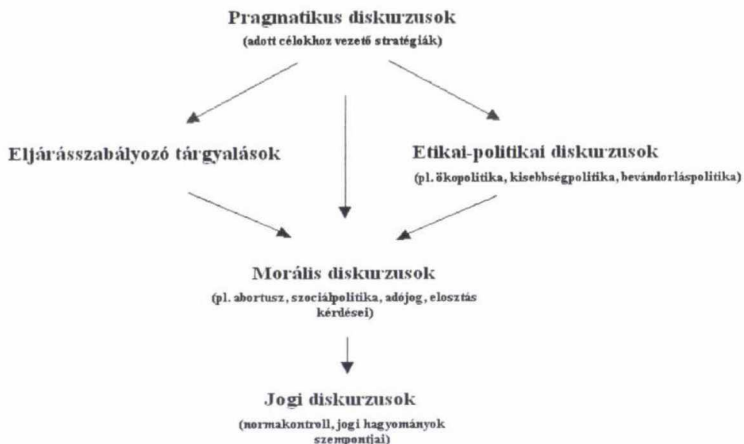 Pragmatikus diskurzusok
(adott célokhoz vezető stratégiák)
Eljárásszabályozó tárgyalások
Etikai-politikai diskurzusok
(pl. ökopolitika, kisebbségpolitika, bevándorláspolitika)
Morális diskurzusok
(pl. abortusz, szociálpolitika, adójog, elosztás
kérdései)
Jogi diskurzusok
(normakontroll, jogi hagyományok
szempontjai)